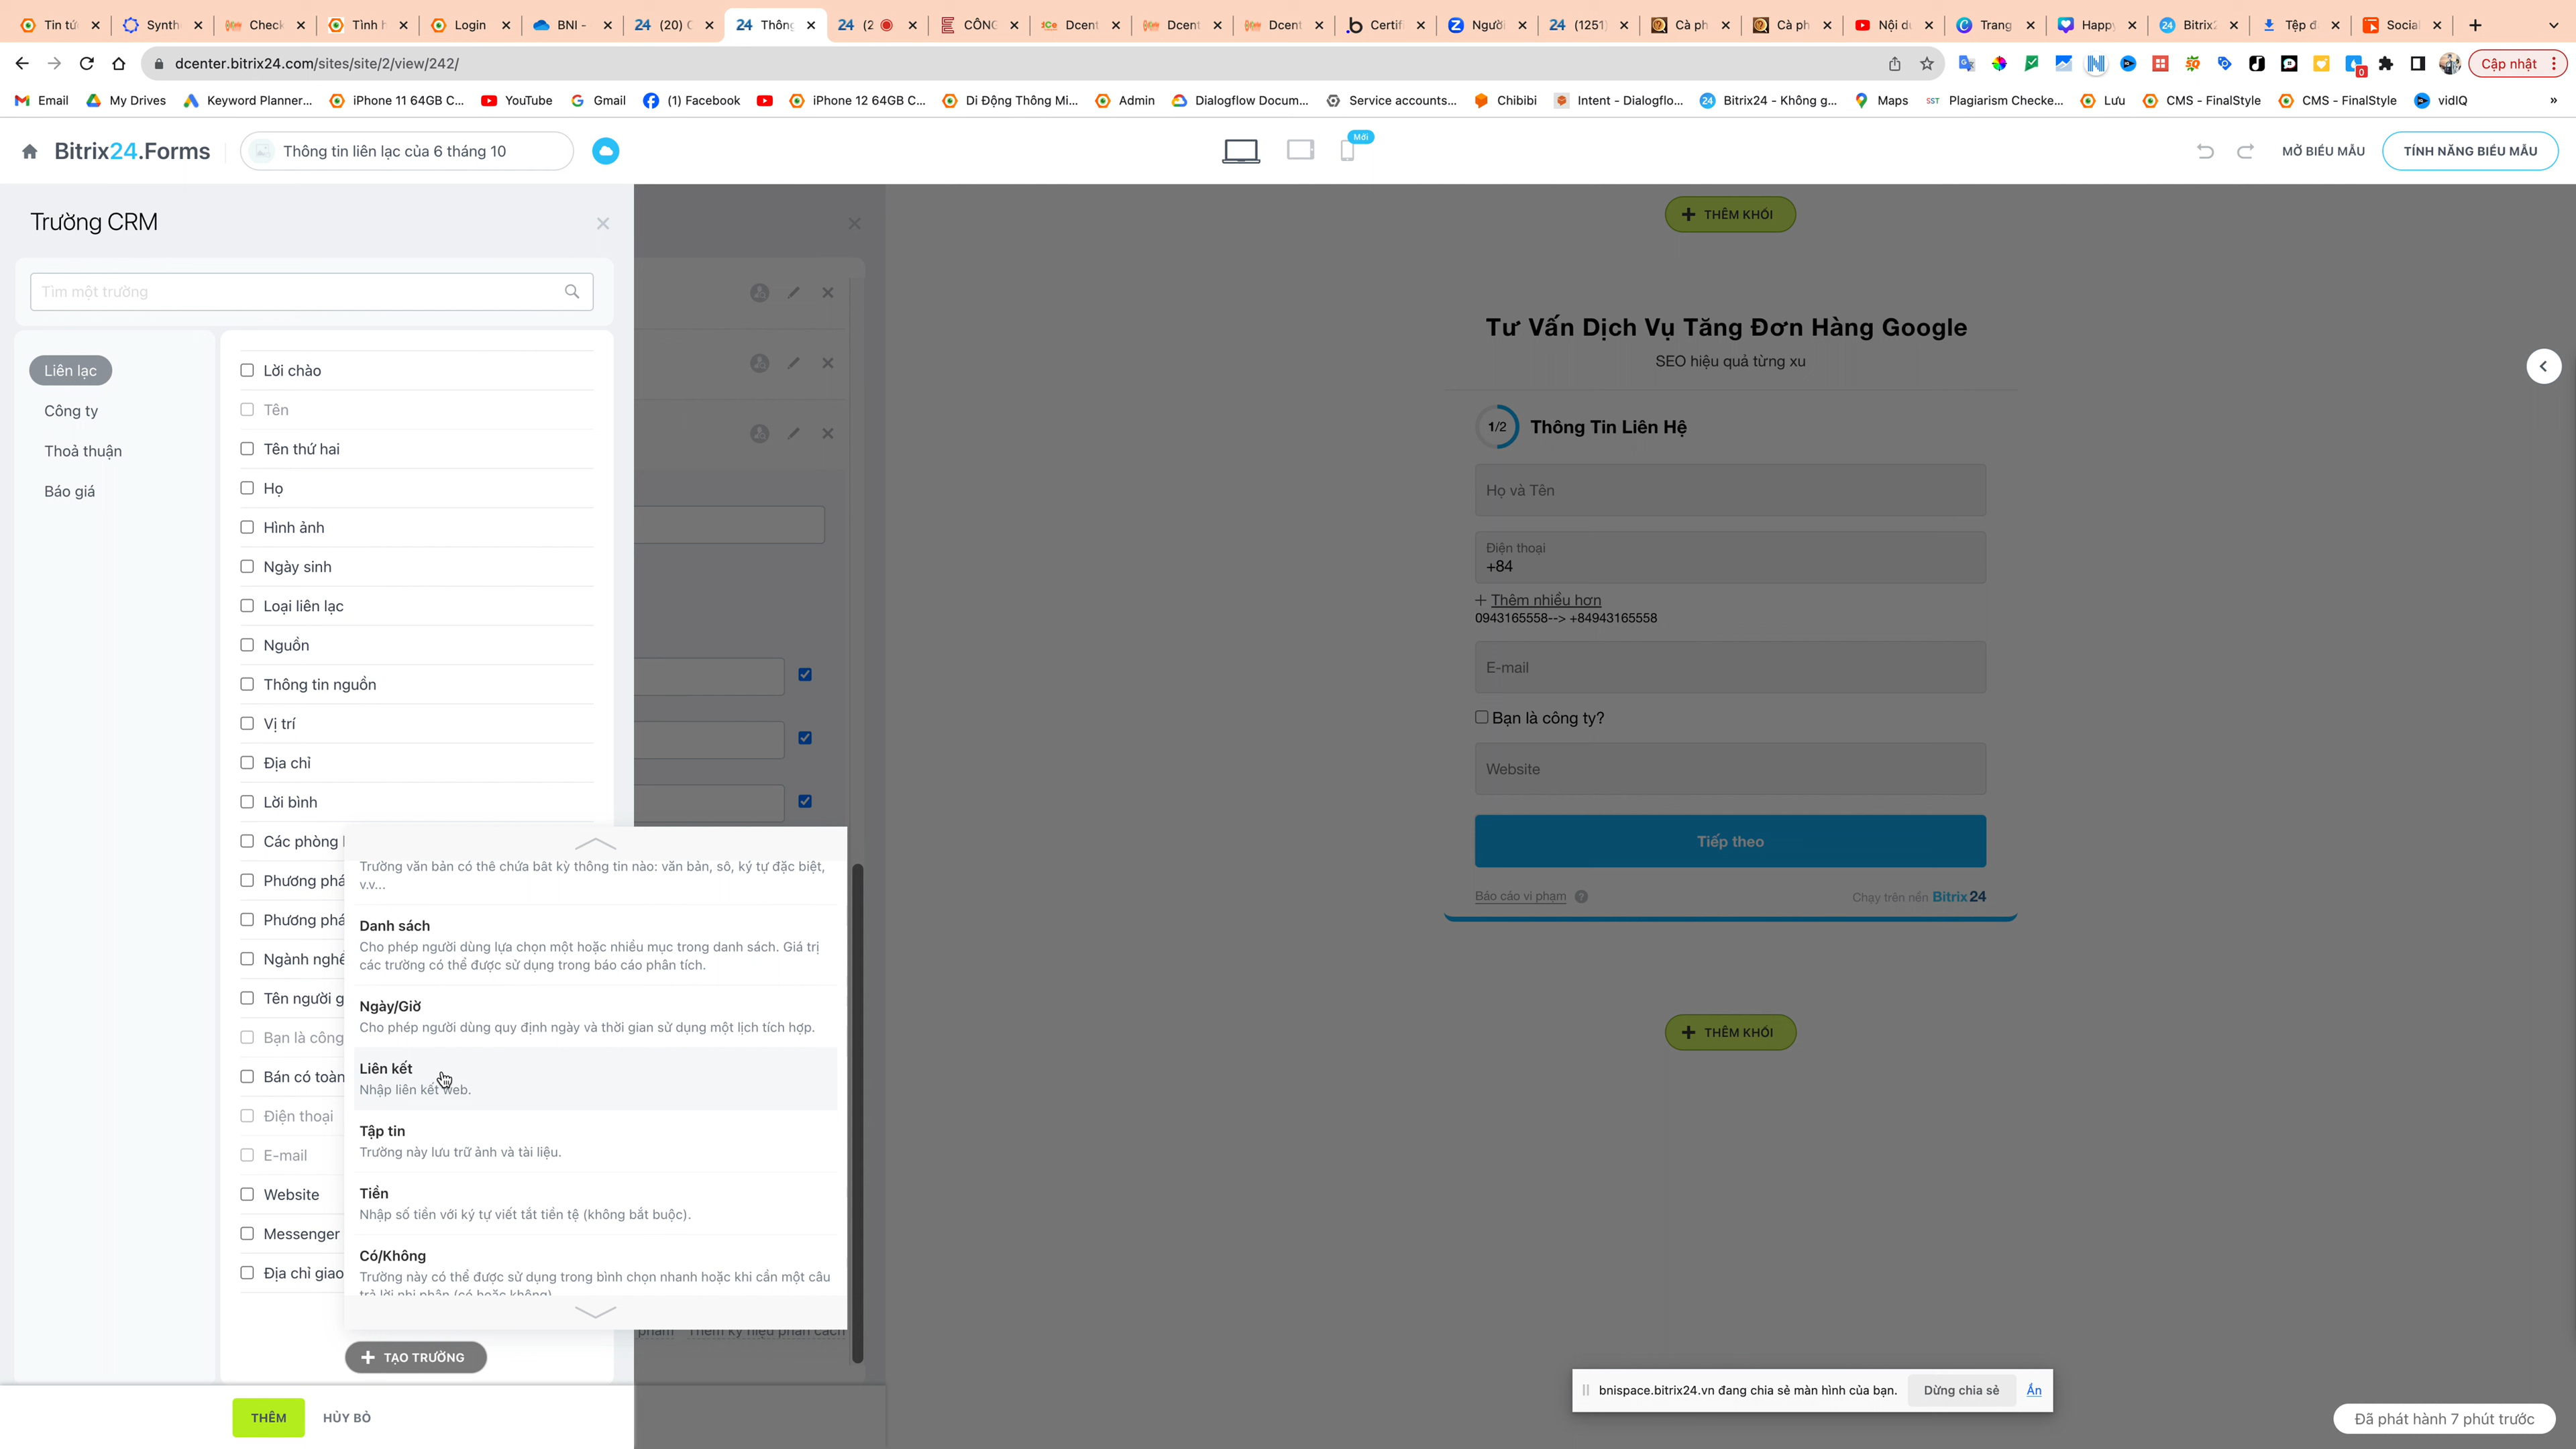 Tin tứ
Synth
Check
Tình h
Login
BNI -
(20) C
Thông
(2
CÔNG
Dcent
Dcent
Dcent
Certifi
Người
(1251)
Cà ph
Cà ph
Nội du
Trang
Happy
Bitrix2
Tệp đ
Social
dcenter.bitrix24.com/sites/site/2/view/242/
Cập nhật
Email
My Drives
Keyword Planner...
iPhone 11 64GB C...
YouTube
Gmail
(1) Facebook
iPhone 12 64GB C...
Di Động Thông Mi...
Admin
Dialogflow Docum...
Service accounts...
Chibibi
Intent - Dialogflo...
Bitrix24 - Không g...
Maps
Plagiarism Checke...
Lưu
CMS - FinalStyle
CMS - FinalStyle
vidIQ
»
Bitrix24.Forms
Thông tin liên lạc của 6 tháng 10
Mới
MỞ BIỂU MẪU
TÍNH NĂNG BIỂU MẪU
Trường CRM
Tìm một trường
Liên lạc
Công ty
Thoả thuận
Báo giá
Lời chào
Tên
Tên thứ hai
Họ
Hình ảnh
Ngày sinh
Loại liên lạc
Nguồn
Thông tin nguồn
Vị trí
Địa chỉ
Lời bình
Các phòng
Phương phá
Phương phá
Ngành nghề
Tên người g
Bạn là công
Bán có toàn
Điện thoại
E-mail
Website
Messenger
Địa chỉ giao
Trường văn bản có thể chứa bất kỳ thông tin nào: văn bản, số, ký tự đặc biệt,
v.v...
Danh sách
Cho phép người dùng lựa chọn một hoặc nhiều mục trong danh sách. Giá trị
các trường có thể được sử dụng trong báo cáo phân tích.
Ngày/Giờ
Cho phép người dùng quy định ngày và thời gian sử dụng một lịch tích hợp.
Liên kết
Nhập liên kết web.
Tập tin
Trường này lưu trữ ảnh và tài liệu.
Tiền
Nhập số tiền với ký tự viết tắt tiền tệ (không bắt buộc).
Có/Không
Trường này có thể được sử dụng trong bình chọn nhanh hoặc khi cần một câu
trả lời nhị phân (có hoặc không)
phẩm Thêm ký hiệu phân cách
TẠO TRƯỜNG
THÊM
HỦY BỎ
THÊM KHỐI
Tư Vấn Dịch Vụ Tăng Đơn Hàng Google
SEO hiệu quả từng xu
1/2
Thông Tin Liên Hệ
Họ và Tên
Điện thoại
+84
+ Thêm nhiều hơn
0943165558--> +84943165558
E-mail
Bạn là công ty?
Website
Tiếp theo
Báo cáo vi phạm ?
Chạy trên nền Bitrix24
THÊM KHỐI
bnispace.bitrix24.vn đang chia sẻ màn hình của bạn.
Dừng chia sẻ
Ẩn
Đã phát hành 7 phút trước